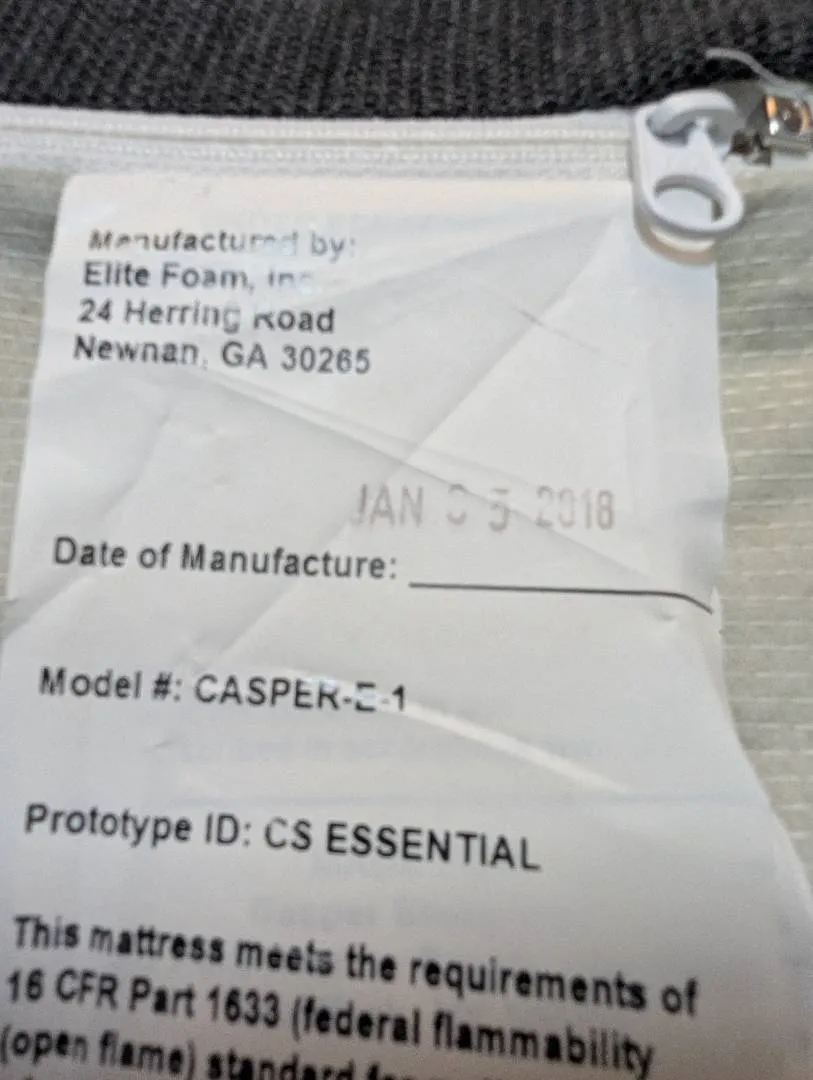 Manufactured by:
Elite Foam, Inc
24 Herring Road
Newnan, GA 30265
JAN 05 2018
Date of Manufacture:
Model #: CASPER-E-1
Prototype ID: CS ESSENTIAL
This mattress meets the requirements of
16 CFR Part 1633 (federal flammability
(open flame) standard for